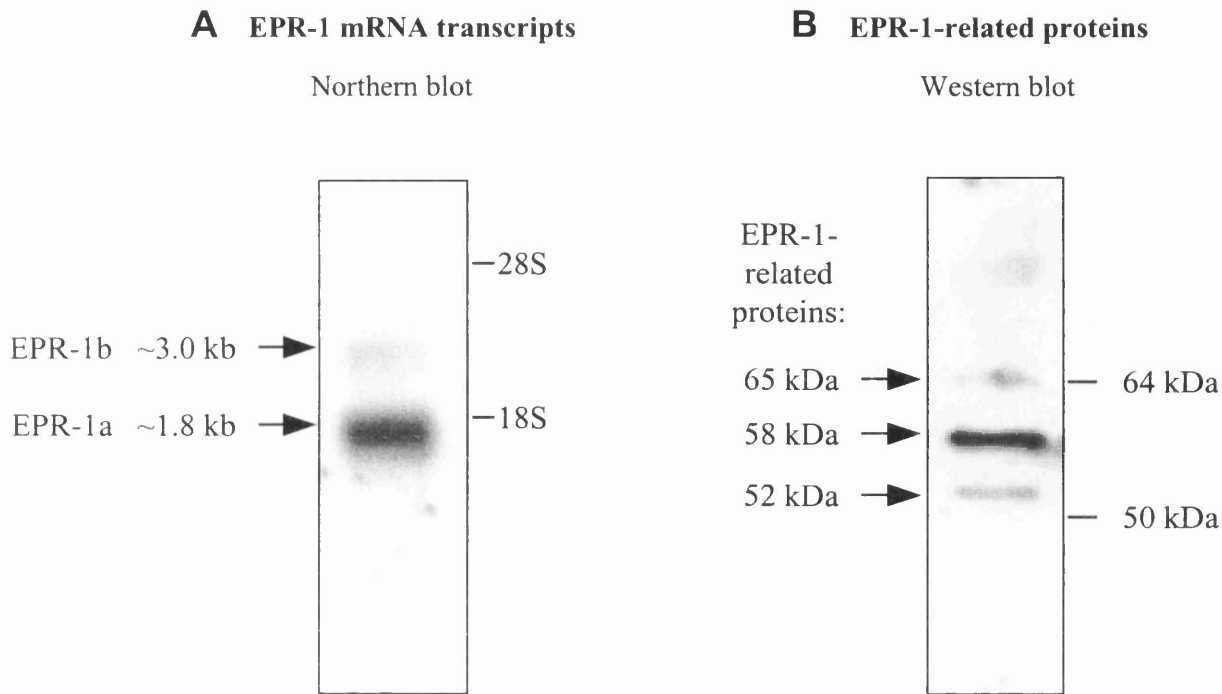 A EPR-1 mRNA transcripts
Northern blot
28S
EPR-1b ~3.0 kb
18S
EPR-1a ~1.8 kb
B EPR-1-related proteins
Western blot
EPR-1-
related
proteins:
65 kDa
64 kDa
58 kDa
52 kDa
50 kDa